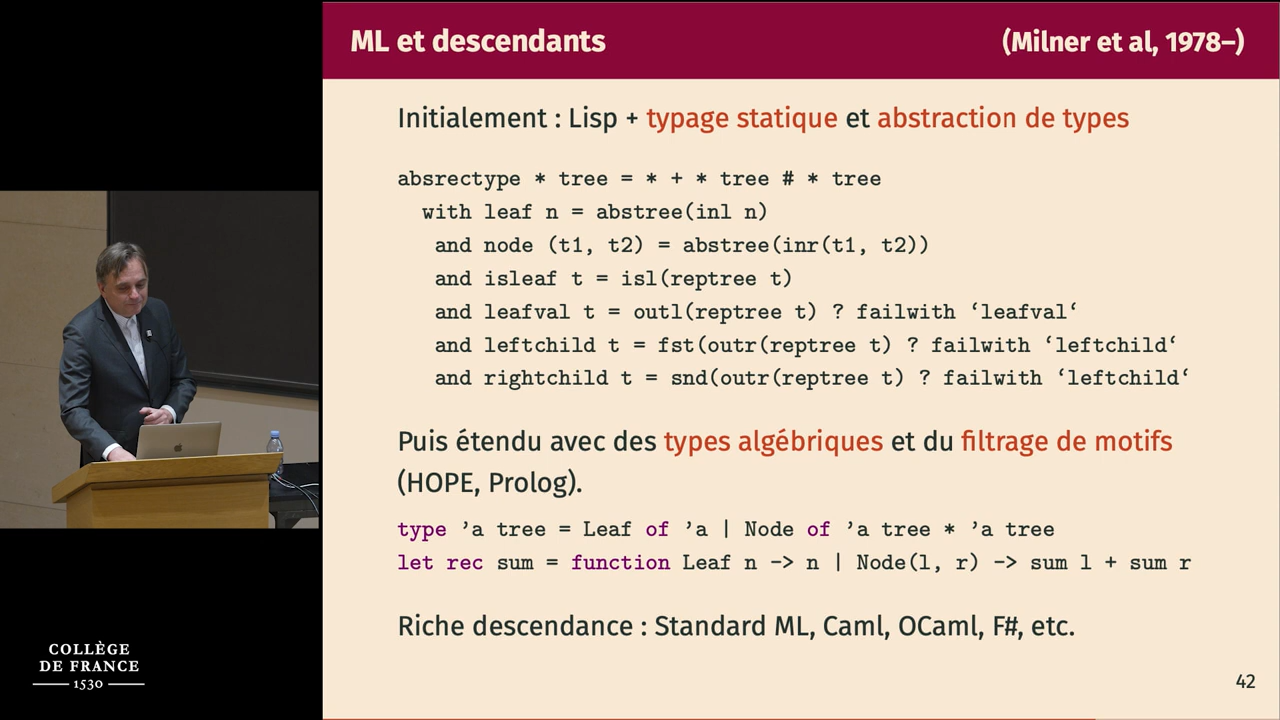 ML et descendants
(Milner et al, 1978–)
Initialement : Lisp + typage statique et abstraction de types
absrectype * tree = * + * tree # * tree
with leaf n = abstree(inl n)
and node (t1, t2) = abstree(inr(t1, t2))
and isleaf t = isl(reptree t)
and leafval t = outl(reptree t) ? failwith ‘leafval‘
and leftchild t = fst(outr(reptree t) ? failwith ‘leftchild‘
and rightchild t = snd(outr(reptree t) ? failwith ‘leftchild‘
Puis étendu avec des types algébriques et du filtrage de motifs
(HOPE, Prolog).
type ’a tree = Leaf of ’a | Node of ’a tree * ’a tree
let rec sum = function Leaf n -> n | Node(l, r) -> sum l + sum r
Riche descendance : Standard ML, Caml, OCaml, F#, etc.
42
COLLÈGE
DE FRANCE
1530